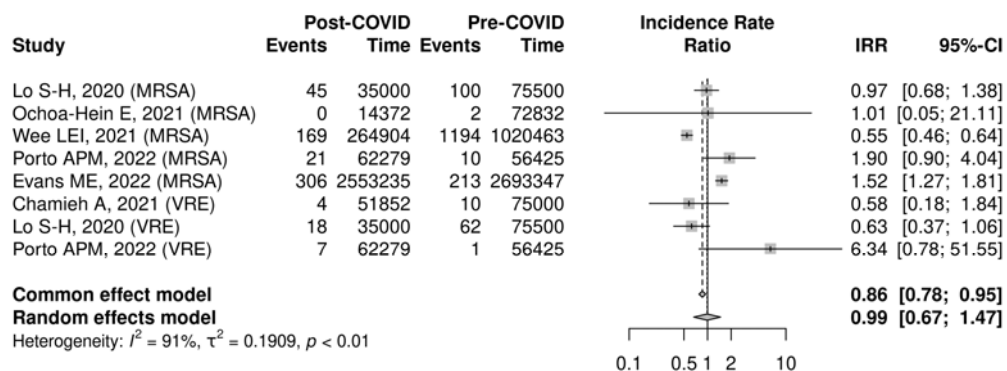 Post-COVID Pre-COVID Incidence Rate
Study Events Time Events Time Ratio IRR 95%-CI
Lo S-H, 2020 (MRSA) 45 35000 100 75500 0.97 [0.68; 1.38]
Ochoa-Hein E, 2021 (MRSA) 0 14372 2 72832 1.01 [0.05; 21.11]
Wee LEI, 2021 (MRSA) 169 264904 1194 1020463 0.55 [0.46; 0.64]
Porto APM, 2022 (MRSA) 21 62279 10 56425 1.90 [0.90; 4.04]
Evans ME, 2022 (MRSA) 306 2553235 213 2693347 1.52 [1.27; 1.81]
Chamieh A, 2021 (VRE) 4 51852 10 75000 0.58 [0.18; 1.84]
Lo S-H, 2020 (VRE) 18 35000 62 75500 0.63 [0.37; 1.06]
Porto APM, 2022 (VRE) 7 62279 1 56425 6.34 [0.78; 51.55]
Common effect model 0.86 [0.78; 0.95]
Random effects model 0.99 [0.67; 1.47]
Heterogeneity: I² = 91%, τ² = 0.1909, p < 0.01
0.1 0.5 1 2 10